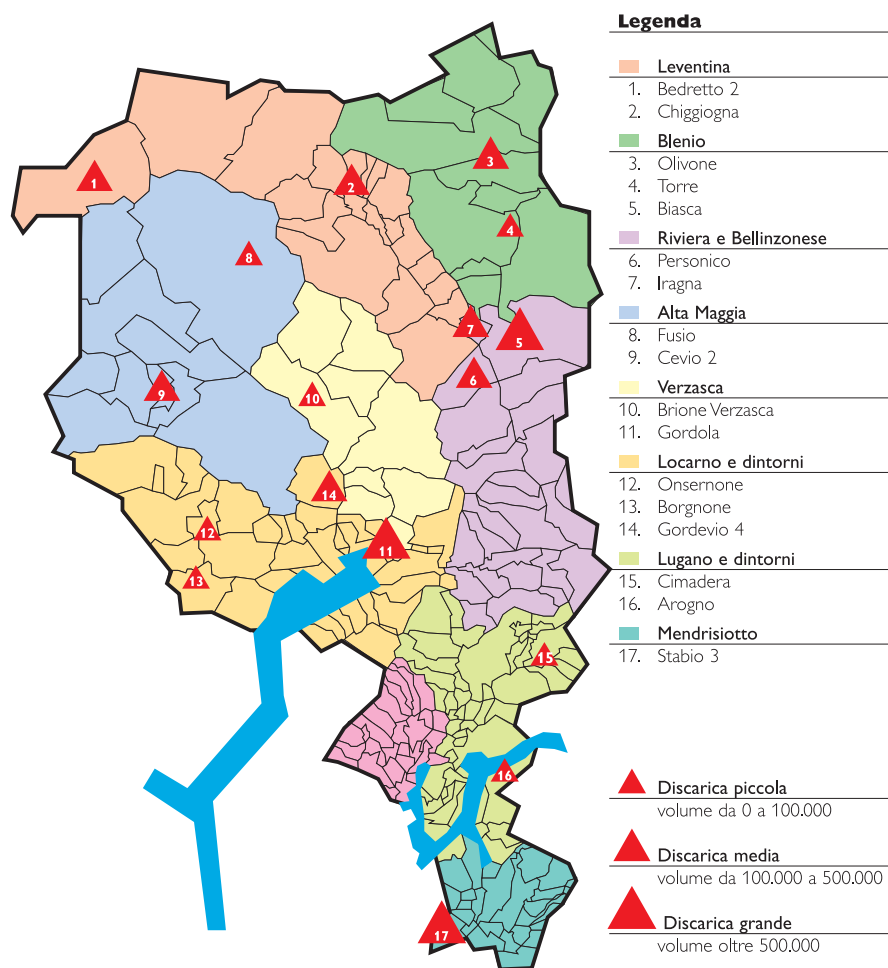 Legenda
Leventina
1. Bedretto 2
2. Chiggiogna
Blenio
3. Olivone
4. Torre
5. Biasca
Riviera e Bellinzonese
6. Personico
7. Iragna
Alta Maggia
8. Fusio
9. Cevio 2
Verzasca
10. Brione Verzasca
11. Gordola
Locarno e dintorni
12. Onsernone
13. Borgnone
14. Gordevio 4
Lugano e dintorni
15. Cimadera
16. Arogno
Mendrisiotto
17. Stabio 3
Discarica piccola
volume da 0 a 100.000
Discarica media
volume da 100.000 a 500.000
Discarica grande
volume oltre 500.000
1
2
3
4
8
7
5
6
9
10
14
12
11
13
15
16
17